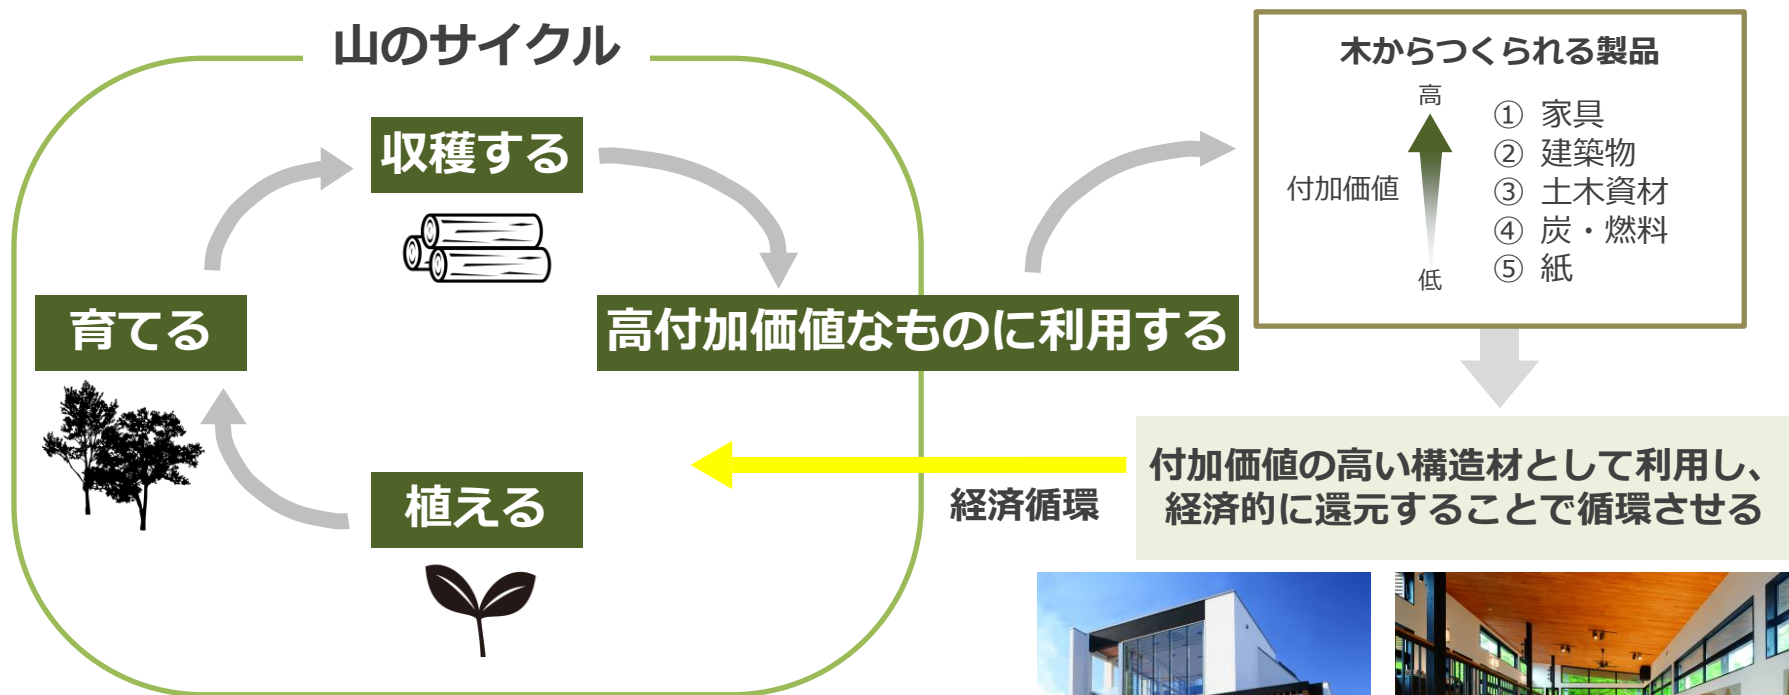 山のサイクル
収穫する
育てる
植える
高付加価値なものに利用する
木からつくられる製品
高
付加価値
低
① 家具
② 建築物
③ 土木資材
④ 炭・燃料
⑤ 紙
経済循環
付加価値の高い構造材として利用し、
経済的に還元することで循環させる